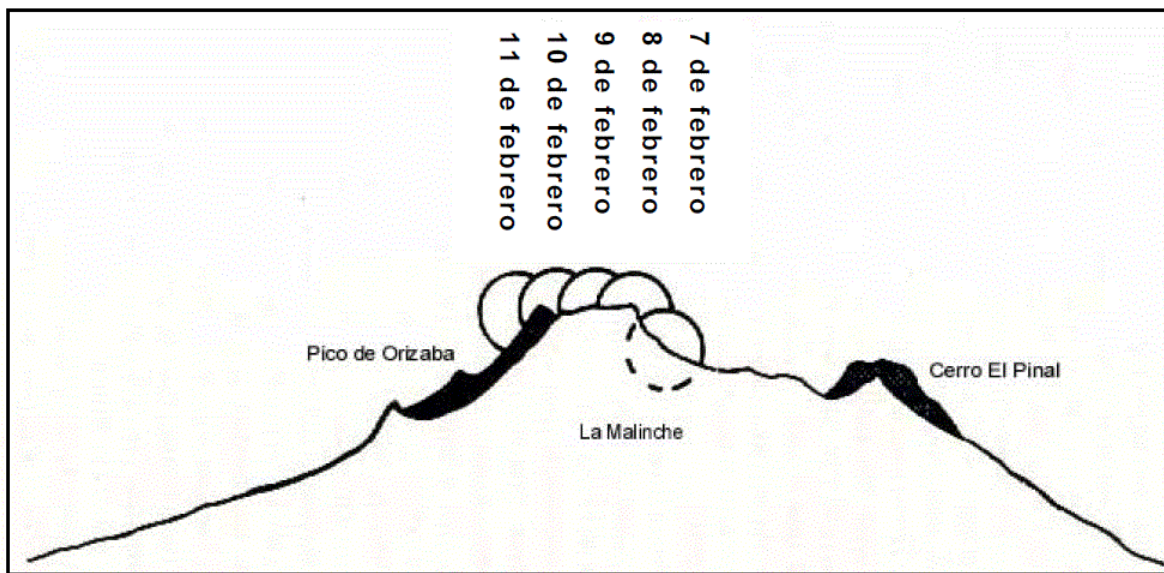 11 de febrero
10 de febrero
9 de febrero
8 de febrero
7 de febrero
Pico de Orizaba
Cerro El Pinal
La Malinche